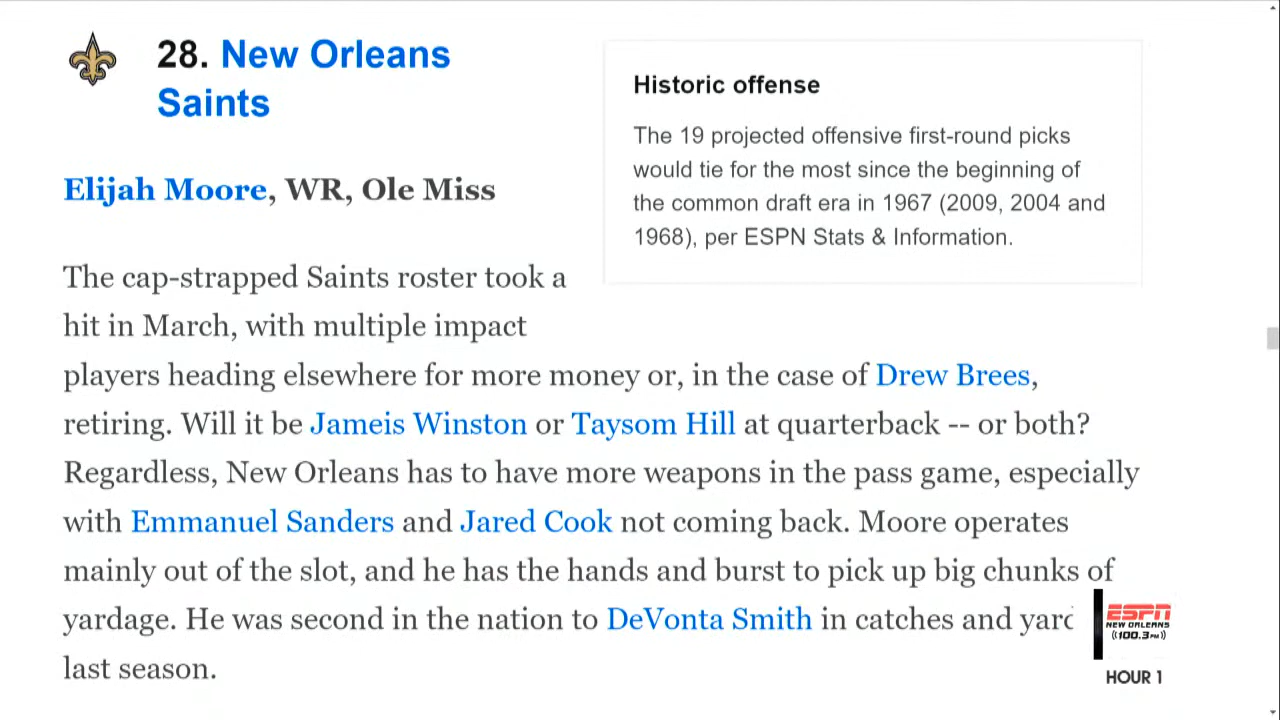 28. New Orleans
Saints
Elijah Moore, WR, Ole Miss
Historic offense
The 19 projected offensive first-round picks
would tie for the most since the beginning of
the common draft era in 1967 (2009, 2004 and
1968), per ESPN Stats & Information.
The cap-strapped Saints roster took a
hit in March, with multiple impact
players heading elsewhere for more money or, in the case of Drew Brees,
retiring. Will it be Jameis Winston or Taysom Hill at quarterback -- or both?
Regardless, New Orleans has to have more weapons in the pass game, especially
with Emmanuel Sanders and Jared Cook not coming back. Moore operates
mainly out of the slot, and he has the hands and burst to pick up big chunks of
yardage. He was second in the nation to DeVonta Smith in catches and
last season.
ESPN
NEW ORLEANS
((100.3 FM))
HOUR 1